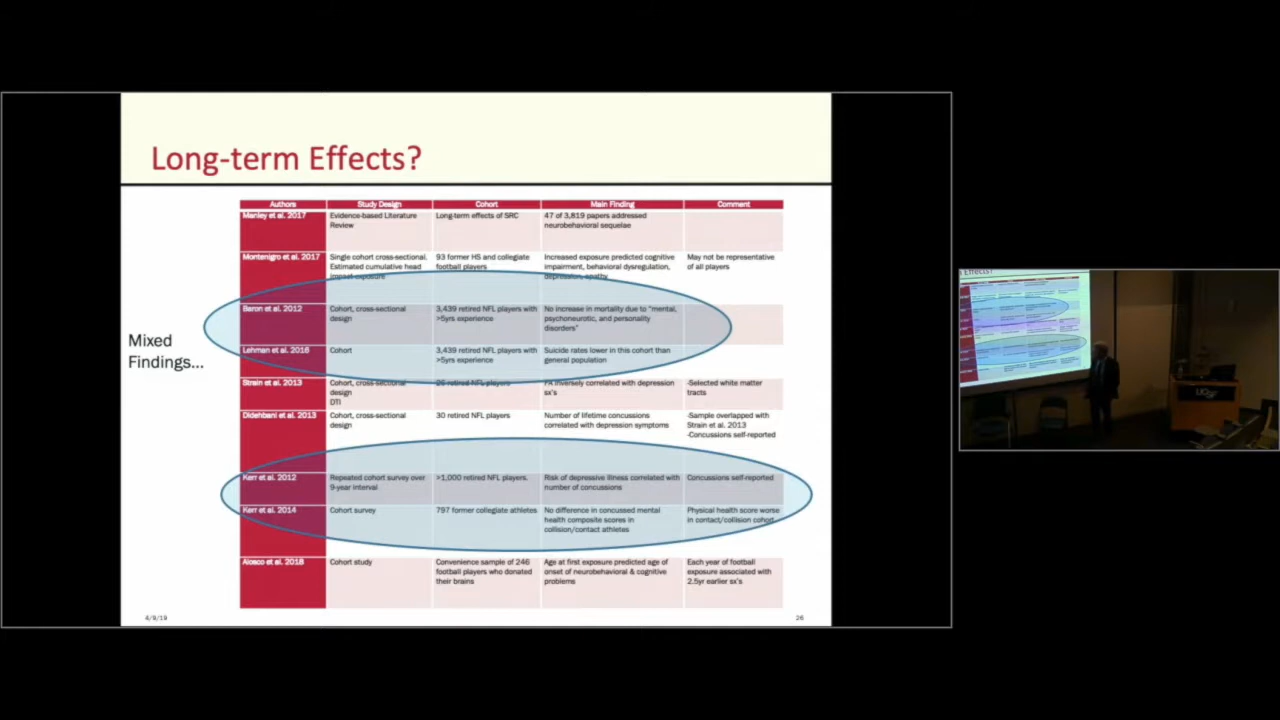 Long-term Effects?
Authors Study Design Cohort Main Finding Comment
Manley et al. 2017
Evidence-based Literature
Review
Long-term effects of SRC
47 of 3,819 papers addressed
neurobehavioral sequelae
Montenigro et al. 2017
Single cohort cross-sectional.
Estimated cumulative head
impact exposure
93 former HS and collegiate
football players
Increased exposure predicted cognitive
impairment, behavioral dysregulation,
depression, apathy
May not be representative
of all players
Mixed
Findings...
Baron et al. 2012
Cohort, cross-sectional
design
3,439 retired NFL players with
>5yrs experience
No increase in mortality due to "mental,
psychoneurotic, and personality
disorders"
Lehman et al. 2016
Cohort
3,439 retired NFL players with
>5yrs experience
Suicide rates lower in this cohort than
general population
Strain et al. 2013
Cohort, cross-sectional
design
DTI
26 retired NFL players
FA inversely correlated with depression
sx's
-Selected white matter
tracts
Didehbani et al. 2013
Cohort, cross-sectional
design
30 retired NFL players
Number of lifetime concussions
correlated with depression symptoms
-Sample overlapped with
Strain et al. 2013
-Concussions self-reported
Kerr et al. 2012
Repeated cohort survey over
9-year interval
>1,000 retired NFL players.
Risk of depressive illness correlated with
number of concussions
Concussions self-reported
Kerr et al. 2014
Cohort survey
797 former collegiate athletes
No difference in concussed mental
health composite scores in
collision/contact athletes
Physical health score worse
in contact/collision cohort
Alosco et al. 2018
Cohort study
Convenience sample of 246
football players who donated
their brains
Age at first exposure predicted age of
onset of neurobehavioral & cognitive
problems
Each year of football
exposure associated with
2.5yr earlier sx's
4/9/19
26
UCSF